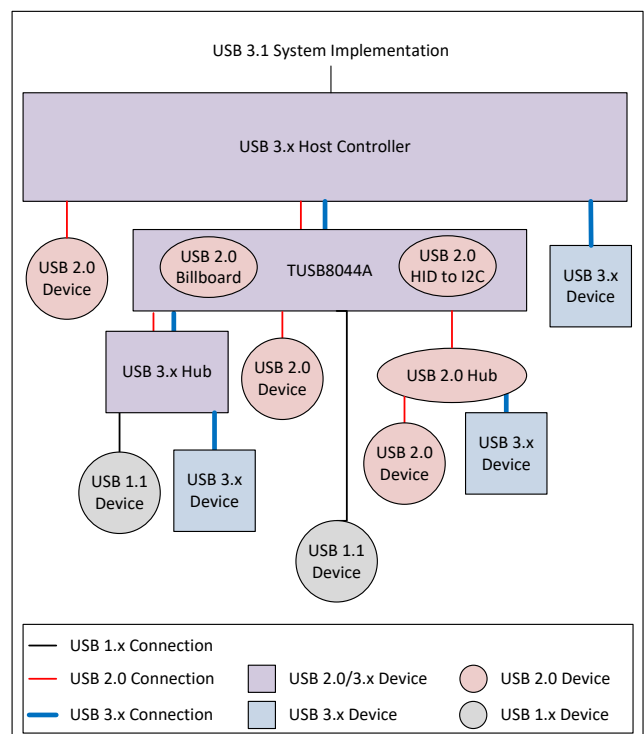 USB 3.1 System Implementation
USB 3.x Host Controller
USB 2.0
Device
USB 2.0
Billboard
TUSB8044A
USB 2.0
HID to I2C
USB 3.x
Device
USB 3.x Hub
USB 2.0
Device
USB 2.0 Hub
USB 1.1
Device
USB 3.x
Device
USB 2.0
Device
USB 3.x
Device
USB 1.1
Device
USB 1.x Connection
USB 2.0 Connection
USB 2.0/3.x Device
USB 2.0 Device
USB 3.x Connection
USB 3.x Device
USB 1.x Device